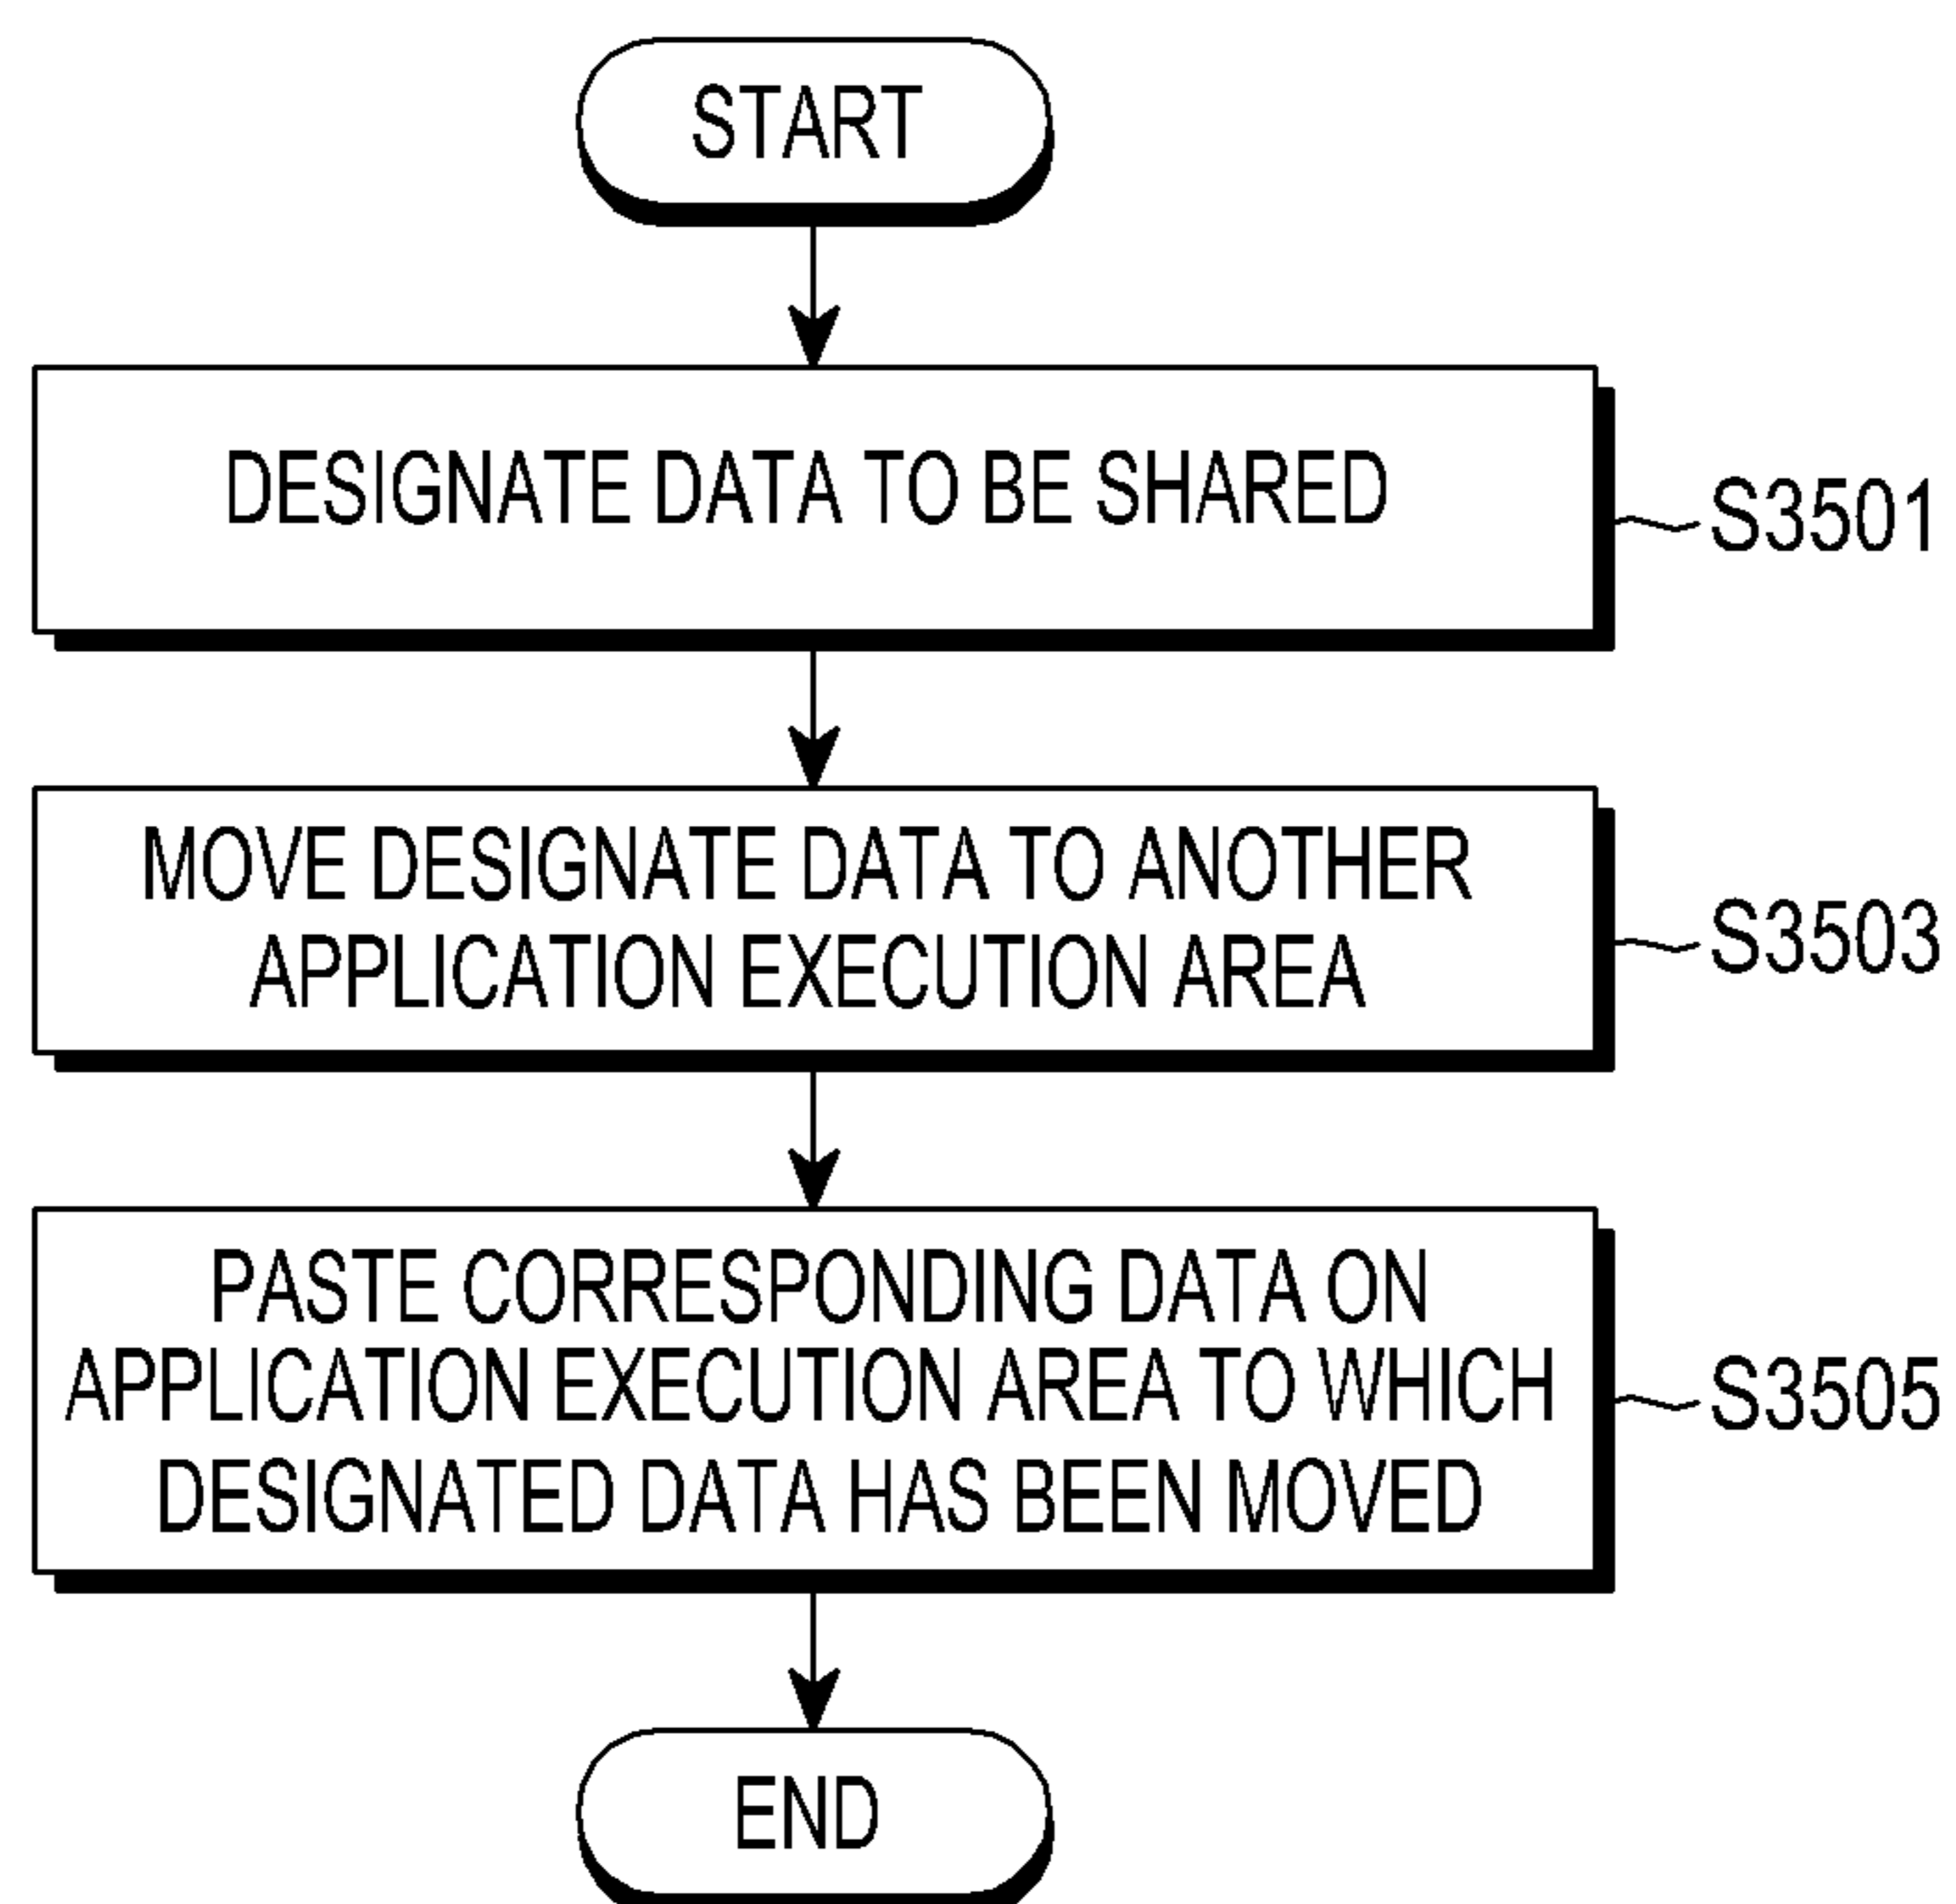 START
DESIGNATE DATA TO BE SHARED
S3501
MOVE DESIGNATE DATA TO ANOTHER
APPLICATION EXECUTION AREA
S3503
PASTE CORRESPONDING DATA ON
APPLICATION EXECUTION AREA TO WHICH
DESIGNATED DATA HAS BEEN MOVED
S3505
END